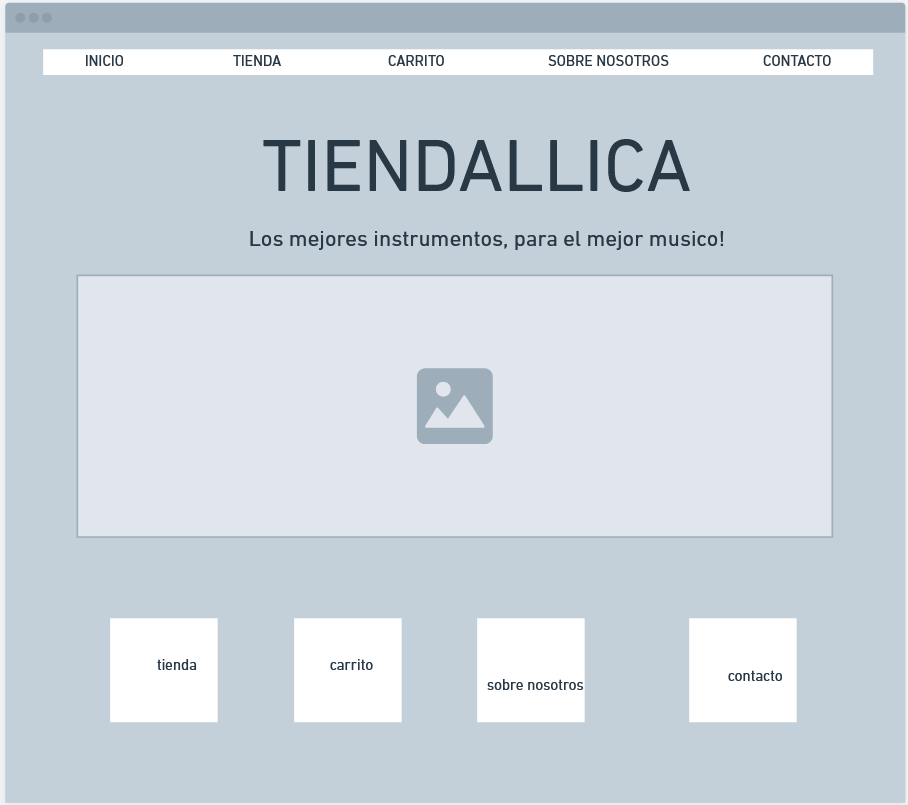 INICIO TIENDA CARRITO SOBRE NOSOTROS CONTACTO
TIENDALLICA
Los mejores instrumentos, para el mejor musico!
tienda carrito sobre nosotros contacto